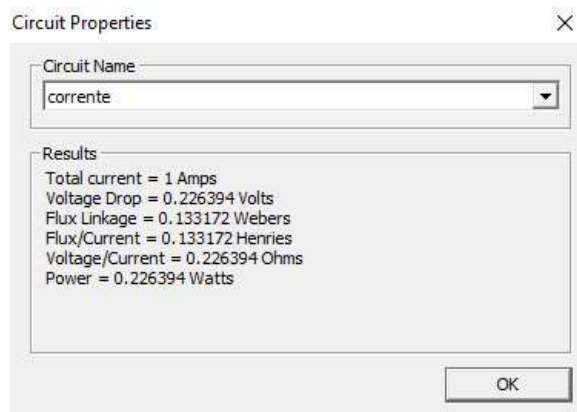 Circuit Properties
Circuit Name
corrente
Results
Total current = 1 Amps
Voltage Drop = 0.226394 Volts
Flux Linkage = 0.133172 Webers
Flux/Current = 0.133172 Henries
Voltage/Current = 0.226394 Ohms
Power = 0.226394 Watts
OK